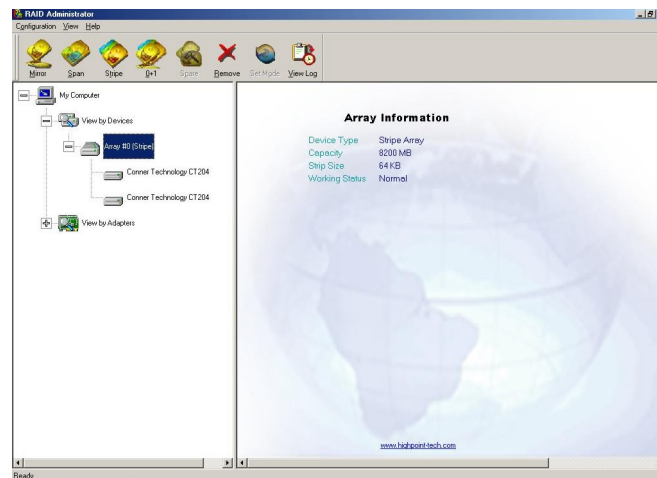 RAID Administrator
Configuration View Help
Mirror Span Stripe 0+1 Spare Remove Set Mode View Log
My Computer
View by Devices
Array #0 (Stripe)
Conner Technology CT204
Conner Technology CT204
View by Adapters
Array Information
Device Type Stripe Array
Capacity 8200 MB
Strip Size 64 KB
Working Status Normal
www.highpoint-tech.com
Ready